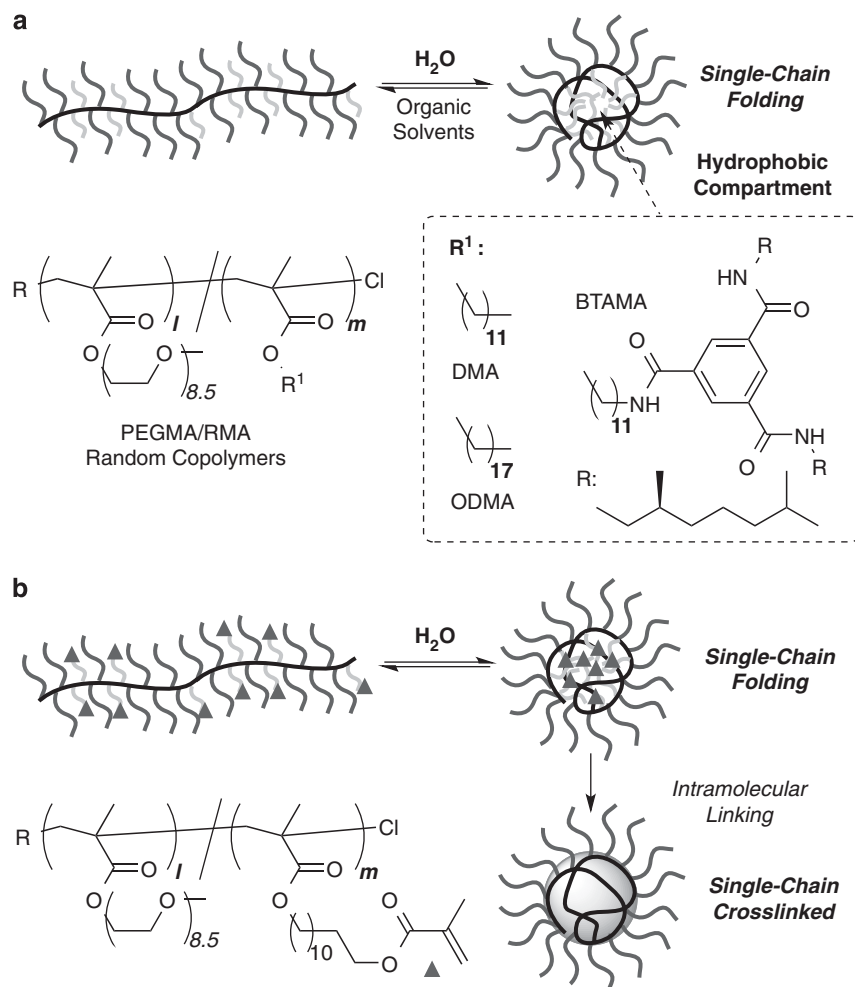 a
H2O
Organic
Solvents
Single-Chain
Folding
Hydrophobic
Compartment
R
Cl
O
l
m
O
O
8.5
O
R1
PEGMA/RMA
Random Copolymers
R1 :
11
DMA
17
ODMA
BTAMA
R
HN
O
O
NH
11
O
NH
R
R:
b
H2O
Single-Chain
Folding
Intramolecular
Linking
Single-Chain
Crosslinked
R
Cl
O
l
O
m
O
O
8.5
O
10
O
O